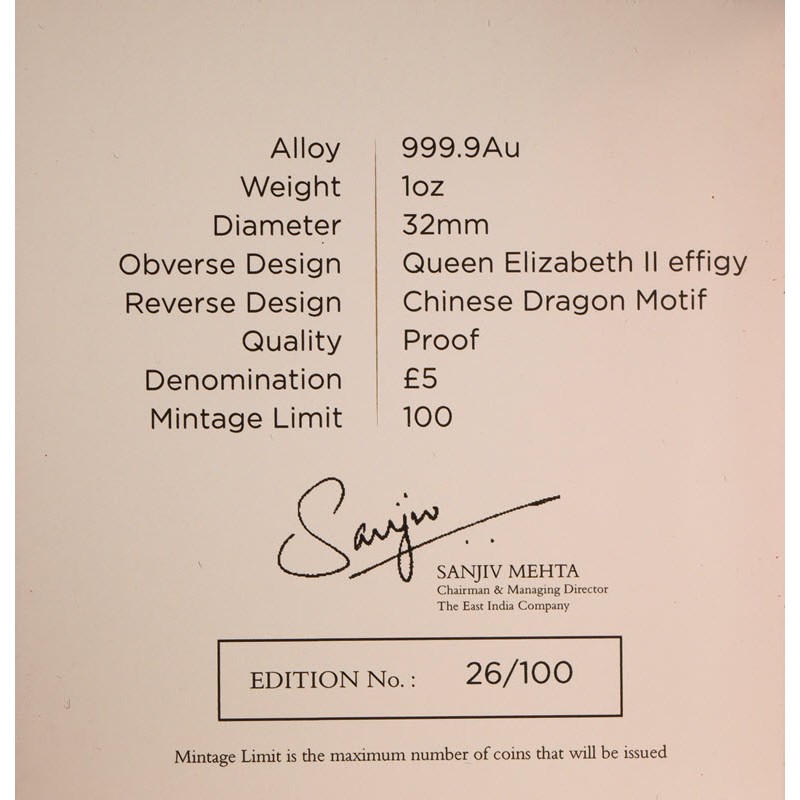 Alloy 999.9Au
Weight 1oz
Diameter 32mm
Obverse Design Queen Elizabeth II effigy
Reverse Design Chinese Dragon Motif
Quality Proof
Denomination £5
Mintage Limit 100
Sanjiv
SANJIV MEHTA
Chairman & Managing Director
The East India Company
EDITION No. : 26/100
Mintage Limit is the maximum number of coins that will be issued